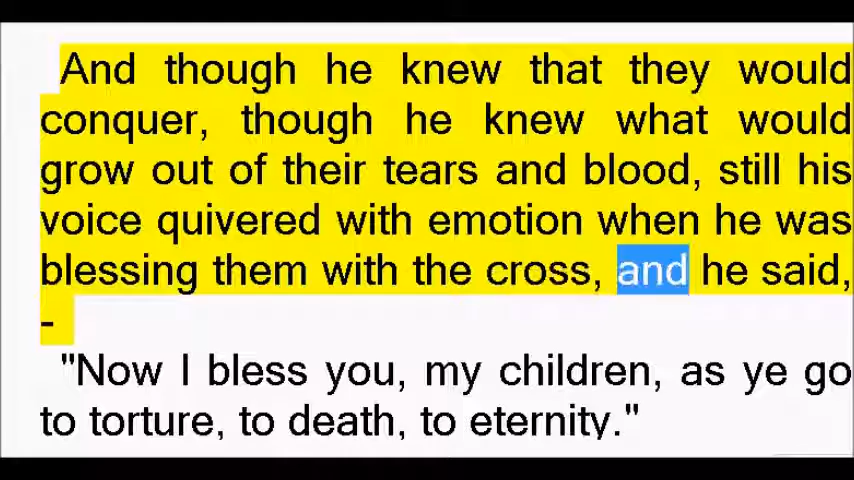 And though he knew that they would
conquer, though he knew what would
grow out of their tears and blood, still his
voice quivered with emotion when he was
blessing them with the cross, and he said,
-
"Now I bless you, my children, as ye go
to torture, to death, to eternity."